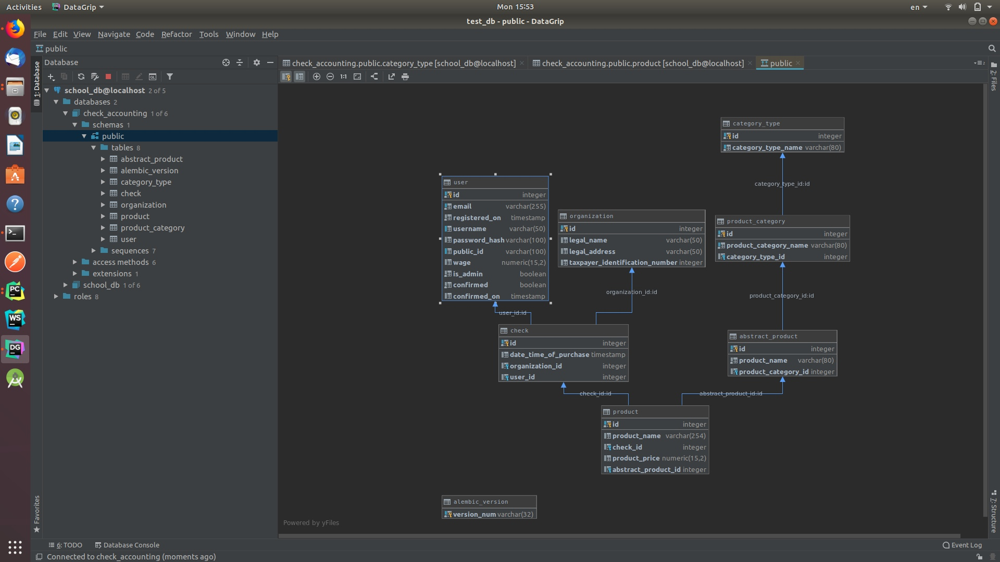 Activities DataGrip Mon 15:53 en
test_db - public - DataGrip
File Edit View Navigate Code Refactor Tools Window Help
public
Database
check_accounting.public.category_type [school_db@localhost] check_accounting.public.product [school_db@localhost] public
1:1
1: Database
2: Files
school_db@localhost 2 of 5
databases 2
check_accounting 1 of 6
schemas 1
public
tables 8
abstract_product
alembic_version
category_type
check
organization
product
product_category
user
sequences 7
access methods 6
extensions 1
school_db 1 of 6
roles 8
category_type
id integer
category_type_name varchar(80)
category_type_id:id
user
id integer
email varchar(255)
registered_on timestamp
username varchar(50)
password_hash varchar(100)
public_id varchar(100)
wage numeric(15,2)
is_admin boolean
confirmed boolean
confirmed_on timestamp
organization
id integer
legal_name varchar(50)
legal_address varchar(50)
taxpayer_identification_number integer
product_category
id integer
product_category_name varchar(80)
category_type_id integer
organization_id:id
product_category_id:id
user_id:id
check
id integer
date_time_of_purchase timestamp
organization_id integer
user_id integer
abstract_product
id integer
product_name varchar(80)
product_category_id integer
check_id:id
abstract_product_id:id
product
id integer
product_name varchar(254)
check_id integer
product_price numeric(15,2)
abstract_product_id integer
alembic_version
version_num varchar(32)
Powered by yFiles
Favorites
7: Structure
PC
WS
DG
6: TODO Database Console Event Log
Connected to check_accounting (moments ago)